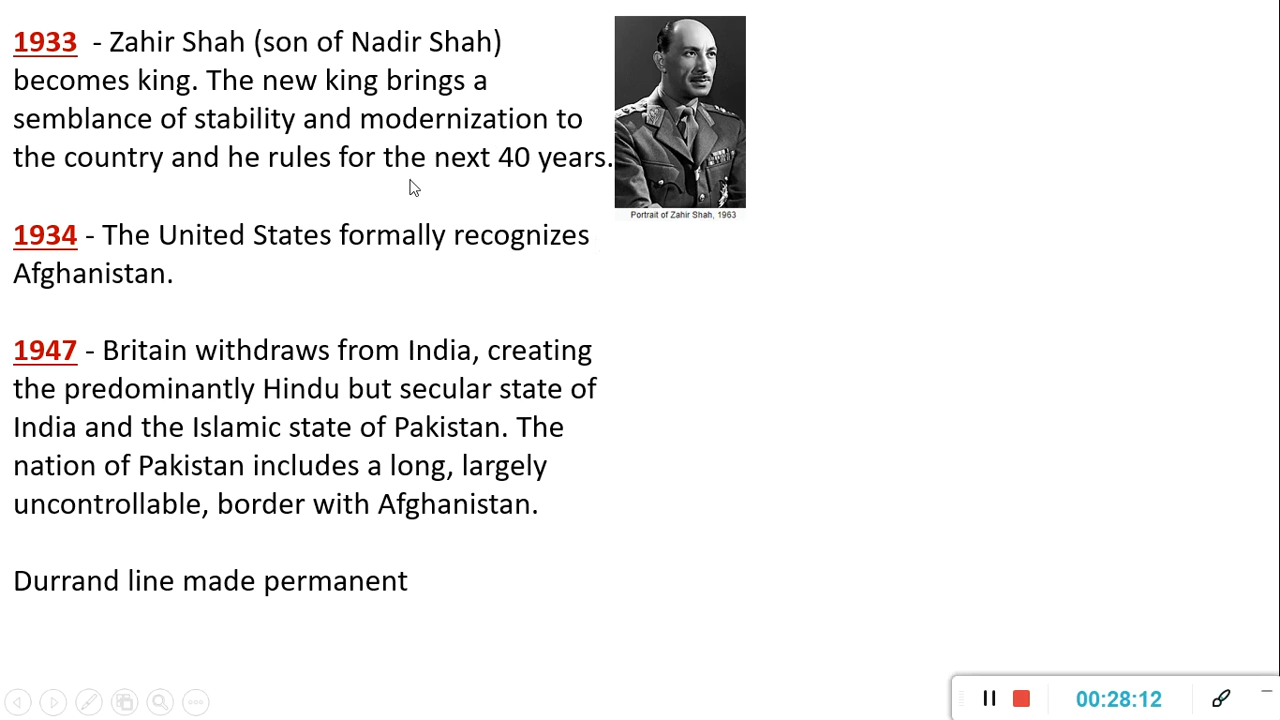 1933 - Zahir Shah (son of Nadir Shah)
becomes king. The new king brings a
semblance of stability and modernization to
the country and he rules for the next 40 years.
Portrait of Zahir Shah, 1963
1934 - The United States formally recognizes
Afghanistan.
1947 - Britain withdraws from India, creating
the predominantly Hindu but secular state of
India and the Islamic state of Pakistan. The
nation of Pakistan includes a long, largely
uncontrollable, border with Afghanistan.
Durrand line made permanent
00:28:12